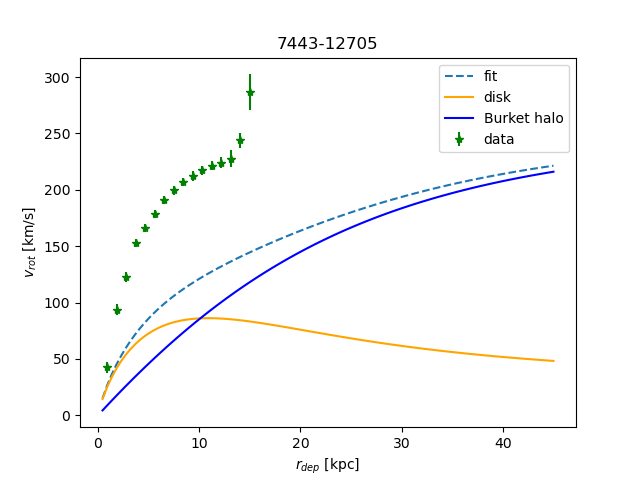 7443-12705
300
250
200
150
100
50
0
v_rot [km/s]
fit
disk
Burket halo
data
0 10 20 30 40
r_dep [kpc]